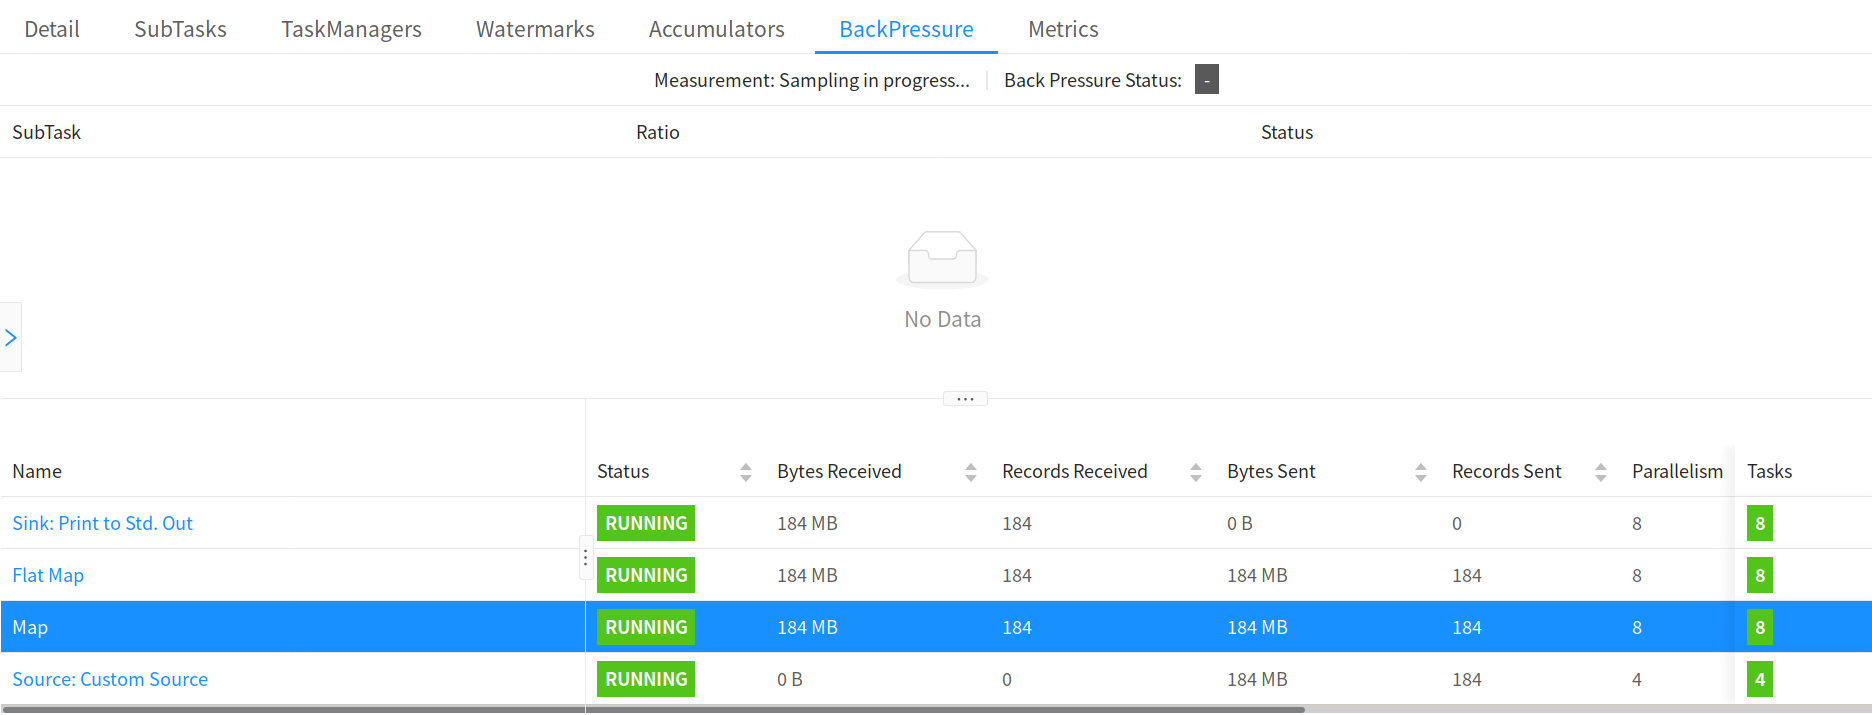 Detail SubTasks TaskManagers Watermarks Accumulators BackPressure Metrics
Measurement: Sampling in progress... Back Pressure Status: -
SubTask Ratio Status
No Data
Name Status Bytes Received Records Received Bytes Sent Records Sent Parallelism Tasks
Sink: Print to Std. Out RUNNING 184 MB 184 0 B 0 8 8
Flat Map RUNNING 184 MB 184 184 MB 184 8 8
Map RUNNING 184 MB 184 184 MB 184 8 8
Source: Custom Source RUNNING 0 B 0 184 MB 184 4 4